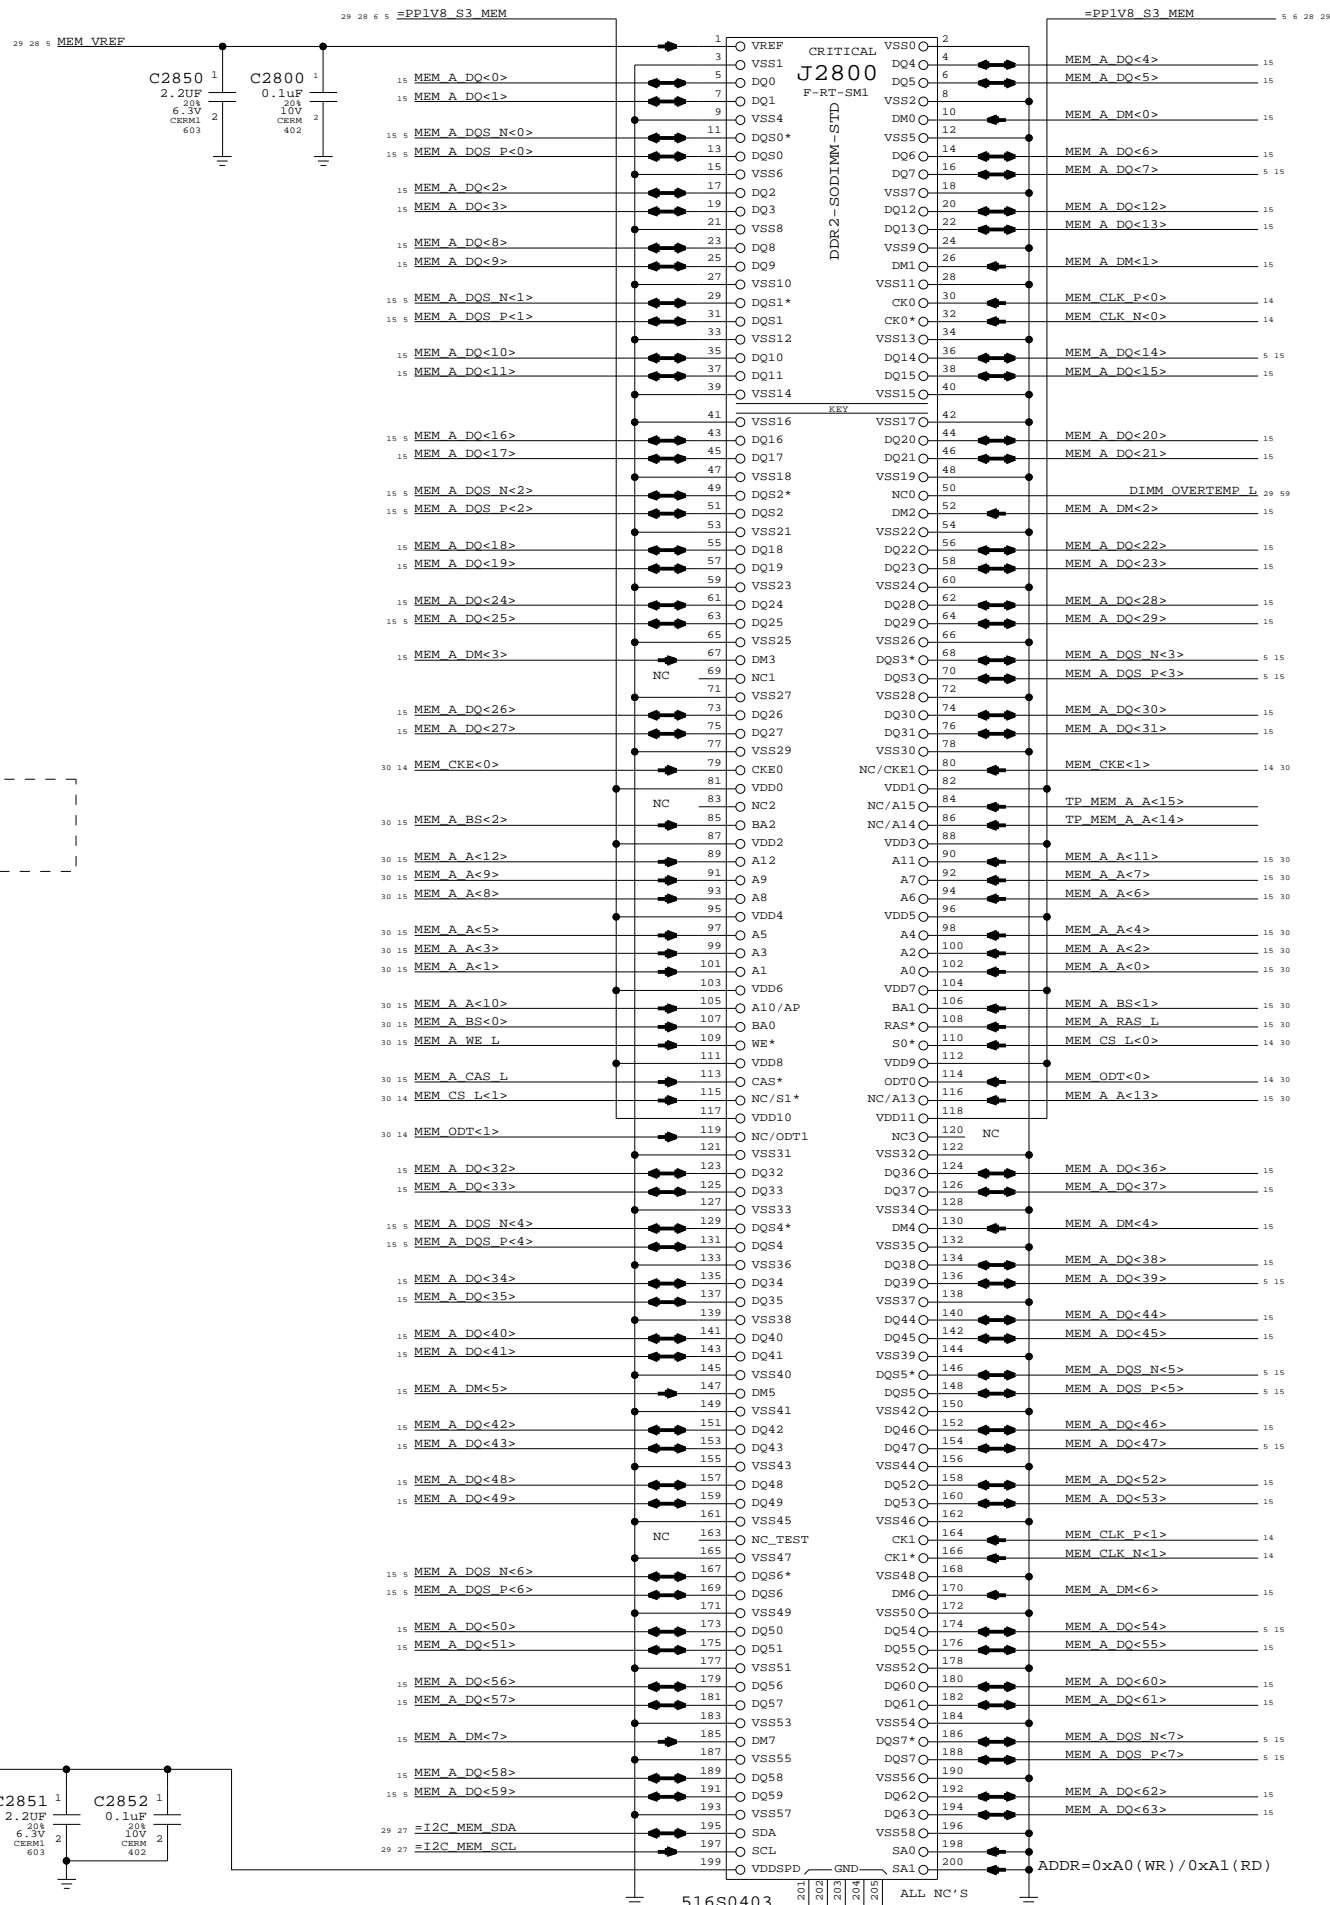 29 28 6 5 =PP1V8_S3_MEM
=PP1V8_S3_MEM 5 6 28 29
29 28 5 MEM_VREF
C2850 1
2.2UF
20%
6.3V
CERM1
603
2
C2800 1
0.1uF
20%
10V
CERM
402
2
CRITICAL
J2800
F-RT-SM1
DDR2-SODIMM-STD
1 VREF VSS0 2
3 VSS1 DQ4 4 MEM_A_DQ<4> 15
15 MEM_A_DQ<0> 5 DQ0 DQ5 6 MEM_A_DQ<5> 15
15 MEM_A_DQ<1> 7 DQ1 VSS2 8
9 VSS4 DM0 10 MEM_A_DM<0> 15
15 5 MEM_A_DQS_N<0> 11 DQS0* VSS5 12
15 5 MEM_A_DQS_P<0> 13 DQS0 DQ6 14 MEM_A_DQ<6> 15
15 VSS6 DQ7 16 MEM_A_DQ<7> 5 15
15 MEM_A_DQ<2> 17 DQ2 VSS7 18
15 MEM_A_DQ<3> 19 DQ3 DQ12 20 MEM_A_DQ<12> 15
21 VSS8 DQ13 22 MEM_A_DQ<13> 15
15 MEM_A_DQ<8> 23 DQ8 VSS9 24
15 MEM_A_DQ<9> 25 DQ9 DM1 26 MEM_A_DM<1> 15
27 VSS10 VSS11 28
15 5 MEM_A_DQS_N<1> 29 DQS1* CK0 30 MEM_CLK_P<0> 14
15 5 MEM_A_DQS_P<1> 31 DQS1 CK0* 32 MEM_CLK_N<0> 14
33 VSS12 VSS13 34
15 MEM_A_DQ<10> 35 DQ10 DQ14 36 MEM_A_DQ<14> 5 15
15 MEM_A_DQ<11> 37 DQ11 DQ15 38 MEM_A_DQ<15> 15
39 VSS14 VSS15 40
KEY
41 VSS16 VSS17 42
15 5 MEM_A_DQ<16> 43 DQ16 DQ20 44 MEM_A_DQ<20> 15
15 MEM_A_DQ<17> 45 DQ17 DQ21 46 MEM_A_DQ<21> 15
47 VSS18 VSS19 48
15 5 MEM_A_DQS_N<2> 49 DQS2* NC0 50 DIMM_OVERTEMP_L 29 59
15 5 MEM_A_DQS_P<2> 51 DQS2 DM2 52 MEM_A_DM<2> 15
53 VSS21 VSS22 54
15 MEM_A_DQ<18> 55 DQ18 DQ22 56 MEM_A_DQ<22> 15
15 MEM_A_DQ<19> 57 DQ19 DQ23 58 MEM_A_DQ<23> 15
59 VSS23 VSS24 60
15 MEM_A_DQ<24> 61 DQ24 DQ28 62 MEM_A_DQ<28> 15
15 5 MEM_A_DQ<25> 63 DQ25 DQ29 64 MEM_A_DQ<29> 15
65 VSS25 VSS26 66
15 MEM_A_DM<3> 67 DM3 DQS3* 68 MEM_A_DQS_N<3> 5 15
NC 69 NC1 DQS3 70 MEM_A_DQS_P<3> 5 15
71 VSS27 VSS28 72
15 MEM_A_DQ<26> 73 DQ26 DQ30 74 MEM_A_DQ<30> 15
15 MEM_A_DQ<27> 75 DQ27 DQ31 76 MEM_A_DQ<31> 15
77 VSS29 VSS30 78
30 14 MEM_CKE<0> 79 CKE0 NC/CKE1 80 MEM_CKE<1> 14 30
81 VDD0 VDD1 82
NC 83 NC2 NC/A15 84 TP_MEM_A_A<15>
30 15 MEM_A_BS<2> 85 BA2 NC/A14 86 TP_MEM_A_A<14>
87 VDD2 VDD3 88
30 15 MEM_A_A<12> 89 A12 A11 90 MEM_A_A<11> 15 30
30 15 MEM_A_A<9> 91 A9 A7 92 MEM_A_A<7> 15 30
30 15 MEM_A_A<8> 93 A8 A6 94 MEM_A_A<6> 15 30
95 VDD4 VDD5 96
30 15 MEM_A_A<5> 97 A5 A4 98 MEM_A_A<4> 15 30
30 15 MEM_A_A<3> 99 A3 A2 100 MEM_A_A<2> 15 30
30 15 MEM_A_A<1> 101 A1 A0 102 MEM_A_A<0> 15 30
103 VDD6 VDD7 104
30 15 MEM_A_A<10> 105 A10/AP BA1 106 MEM_A_BS<1> 15 30
30 15 MEM_A_BS<0> 107 BA0 RAS* 108 MEM_A_RAS_L 15 30
30 15 MEM_A_WE_L 109 WE* S0* 110 MEM_CS_L<0> 14 30
111 VDD8 VDD9 112
30 15 MEM_A_CAS_L 113 CAS* ODT0 114 MEM_ODT<0> 14 30
30 14 MEM_CS_L<1> 115 NC/S1* NC/A13 116 MEM_A_A<13> 15 30
117 VDD10 VDD11 118
30 14 MEM_ODT<1> 119 NC/ODT1 NC3 120 NC
121 VSS31 VSS32 122
15 MEM_A_DQ<32> 123 DQ32 DQ36 124 MEM_A_DQ<36> 15
15 MEM_A_DQ<33> 125 DQ33 DQ37 126 MEM_A_DQ<37> 15
127 VSS33 VSS34 128
15 5 MEM_A_DQS_N<4> 129 DQS4* DM4 130 MEM_A_DM<4> 15
15 5 MEM_A_DQS_P<4> 131 DQS4 VSS35 132
133 VSS36 DQ38 134 MEM_A_DQ<38> 15
15 MEM_A_DQ<34> 135 DQ34 DQ39 136 MEM_A_DQ<39> 5 15
15 MEM_A_DQ<35> 137 DQ35 VSS37 138
139 VSS38 DQ44 140 MEM_A_DQ<44> 15
15 MEM_A_DQ<40> 141 DQ40 DQ45 142 MEM_A_DQ<45> 15
15 MEM_A_DQ<41> 143 DQ41 VSS39 144
145 VSS40 DQS5* 146 MEM_A_DQS_N<5> 5 15
15 MEM_A_DM<5> 147 DM5 DQS5 148 MEM_A_DQS_P<5> 5 15
149 VSS41 VSS42 150
15 MEM_A_DQ<42> 151 DQ42 DQ46 152 MEM_A_DQ<46> 15
15 MEM_A_DQ<43> 153 DQ43 DQ47 154 MEM_A_DQ<47> 5 15
155 VSS43 VSS44 156
15 MEM_A_DQ<48> 157 DQ48 DQ52 158 MEM_A_DQ<52> 15
15 MEM_A_DQ<49> 159 DQ49 DQ53 160 MEM_A_DQ<53> 15
161 VSS45 VSS46 162
NC 163 NC_TEST CK1 164 MEM_CLK_P<1> 14
165 VSS47 CK1* 166 MEM_CLK_N<1> 14
15 5 MEM_A_DQS_N<6> 167 DQS6* VSS48 168
15 5 MEM_A_DQS_P<6> 169 DQS6 DM6 170 MEM_A_DM<6> 15
171 VSS49 VSS50 172
15 MEM_A_DQ<50> 173 DQ50 DQ54 174 MEM_A_DQ<54> 5 15
15 MEM_A_DQ<51> 175 DQ51 DQ55 176 MEM_A_DQ<55> 15
177 VSS51 VSS52 178
15 MEM_A_DQ<56> 179 DQ56 DQ60 180 MEM_A_DQ<60> 15
15 MEM_A_DQ<57> 181 DQ57 DQ61 182 MEM_A_DQ<61> 15
183 VSS53 VSS54 184
15 MEM_A_DM<7> 185 DM7 DQS7* 186 MEM_A_DQS_N<7> 5 15
187 VSS55 DQS7 188 MEM_A_DQS_P<7> 5 15
15 MEM_A_DQ<58> 189 DQ58 VSS56 190
15 5 MEM_A_DQ<59> 191 DQ59 DQ62 192 MEM_A_DQ<62> 15
193 VSS57 DQ63 194 MEM_A_DQ<63> 15
29 27 =I2C_MEM_SDA 195 SDA VSS58 196
29 27 =I2C_MEM_SCL 197 SCL SA0 198
199 VDDSPD GND SA1 200 ADDR=0xA0(WR)/0xA1(RD)
C2851 1
2.2UF
20%
6.3V
CERM1
603
2
C2852 1
0.1uF
20%
10V
CERM
402
2
516S0403
201 202 203 204 205
ALL NC'S